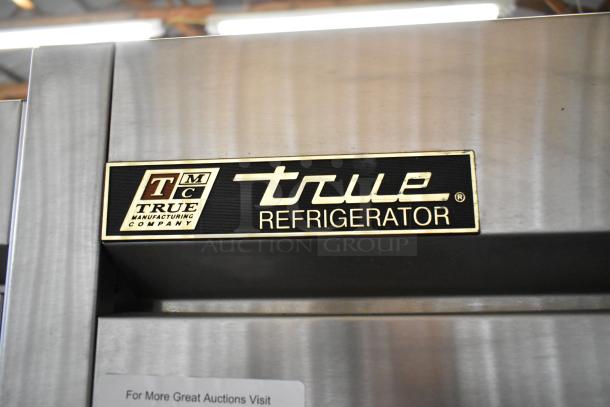 T M
C
TRUE
MANUFACTURING
COMPANY
true®
REFRIGERATOR
AUCTION GROUP
For More Great Auctions Visit